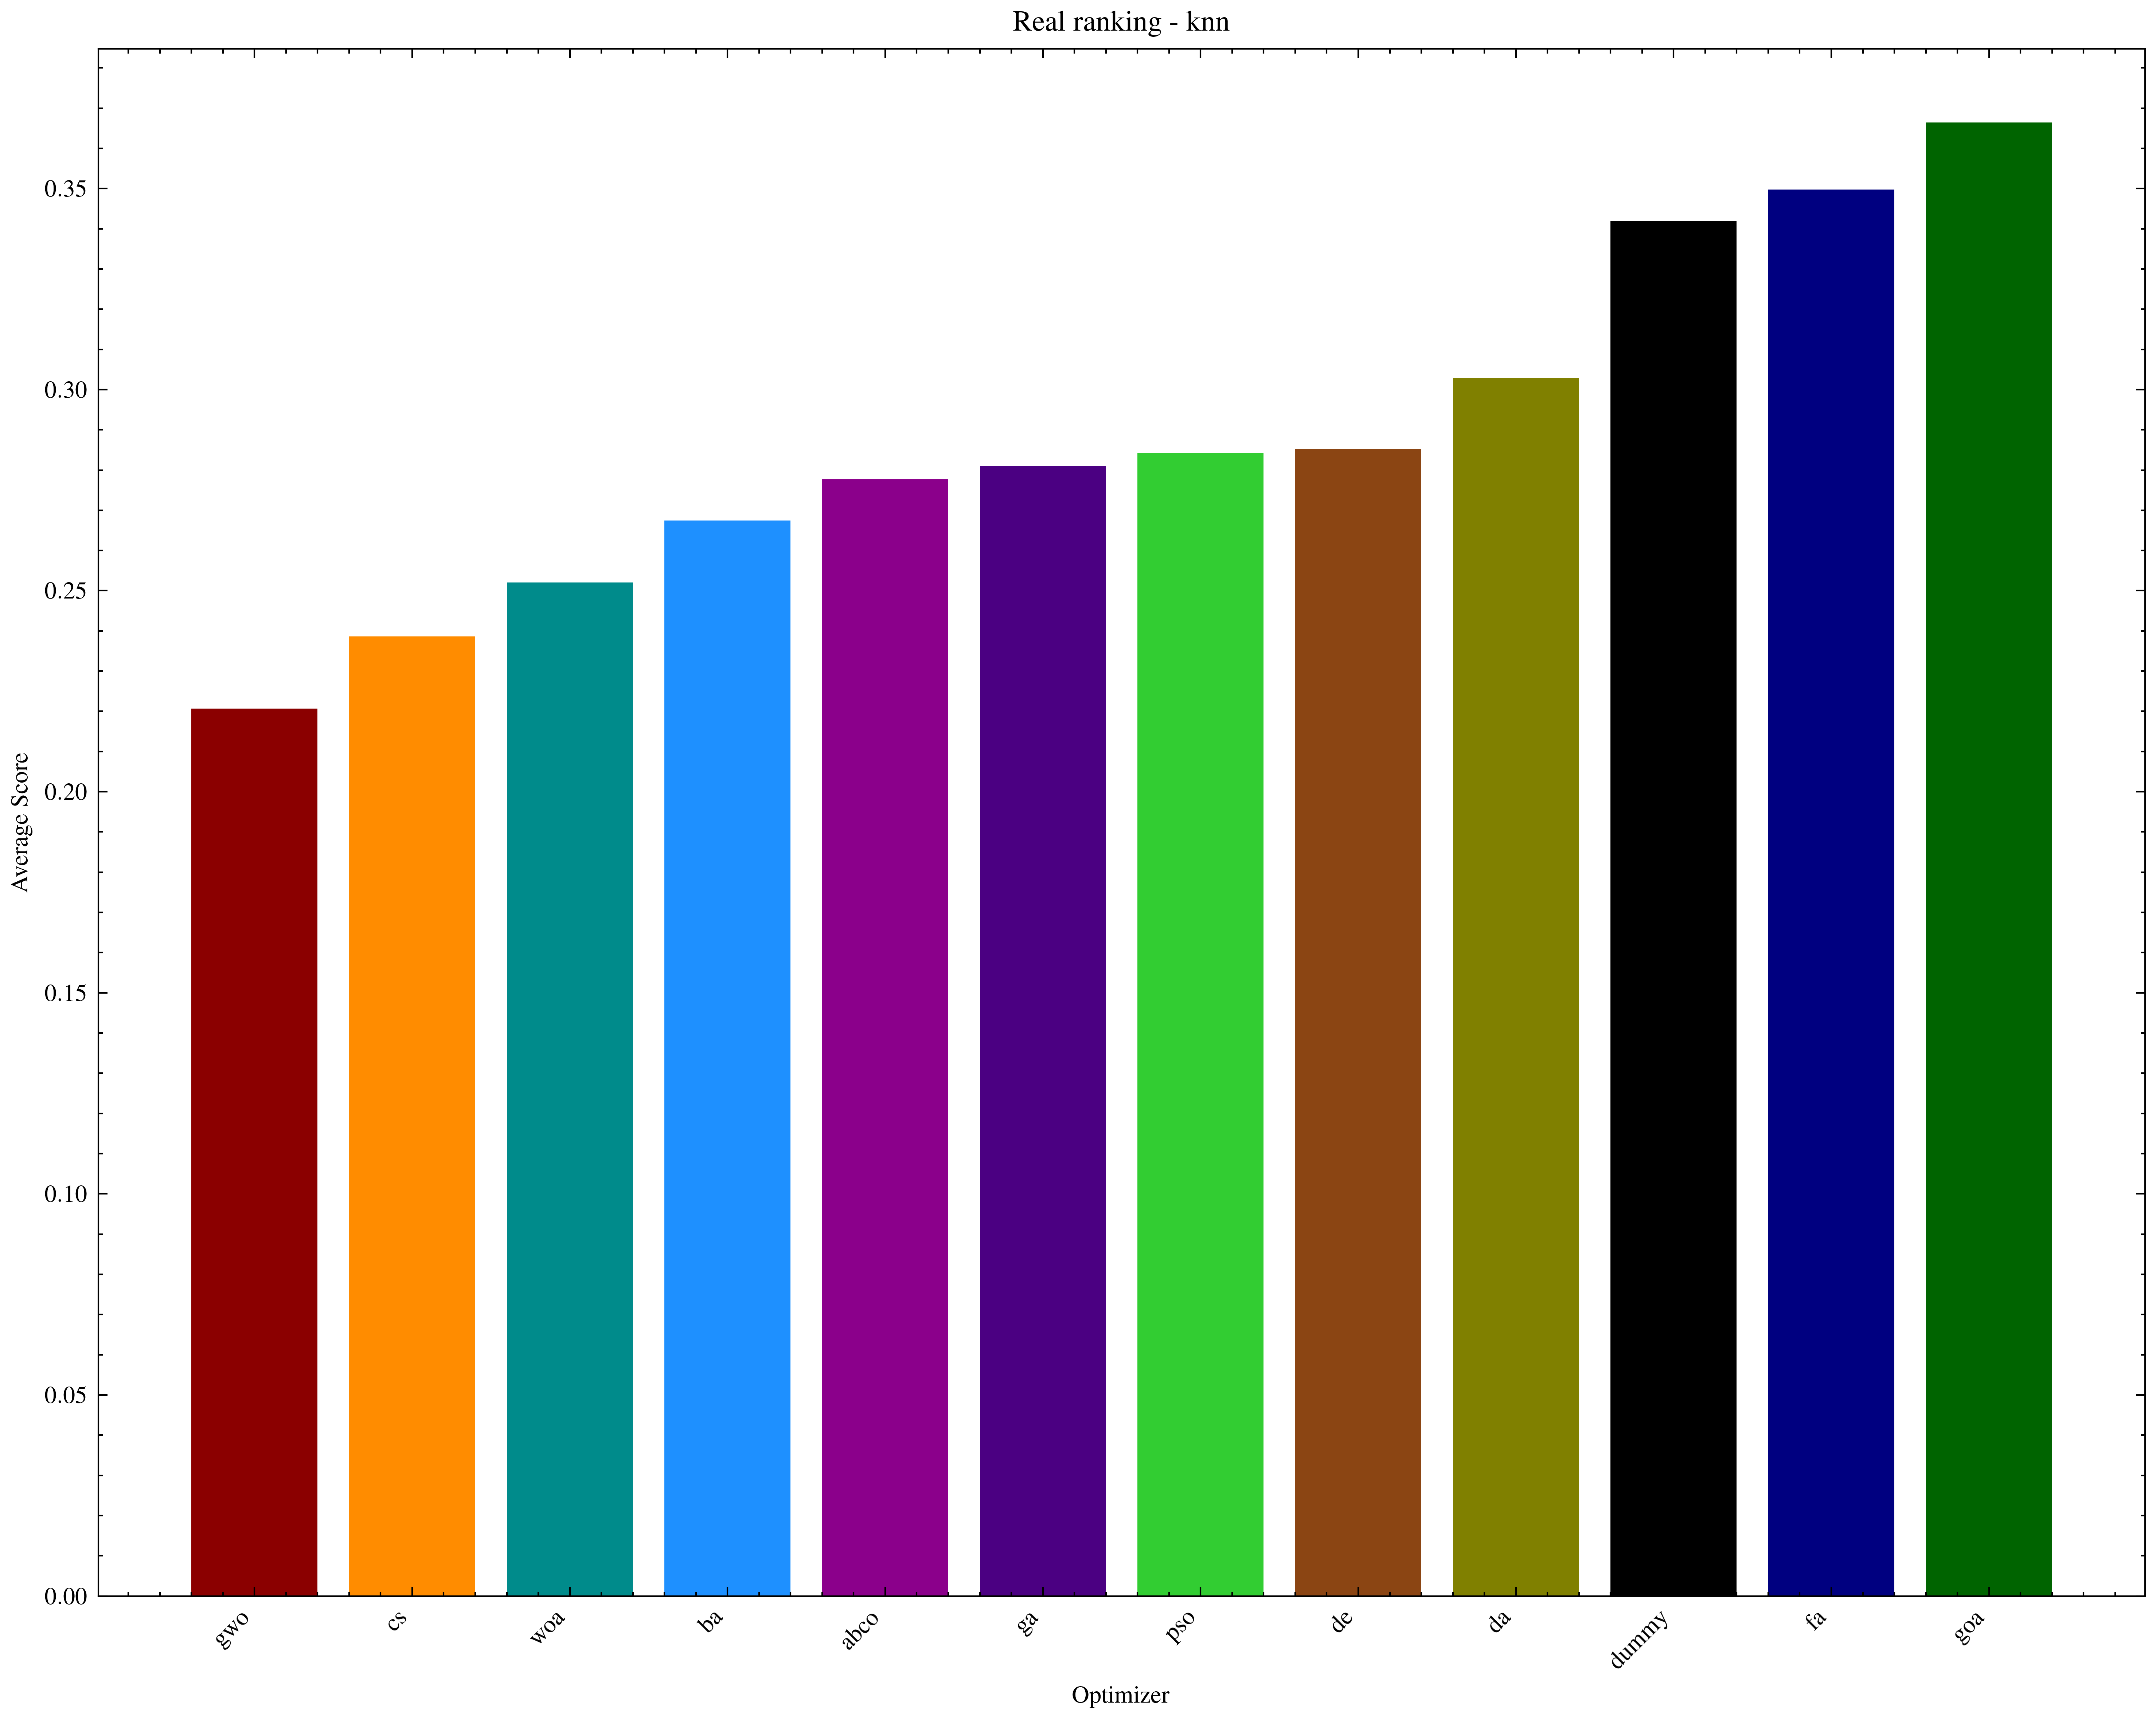 Real ranking - knn
Average Score
0.35
0.30
0.25
0.20
0.15
0.10
0.05
0.00
gwo
cs
woa
ba
abco
ga
pso
de
da
dummy
fa
goa
Optimizer